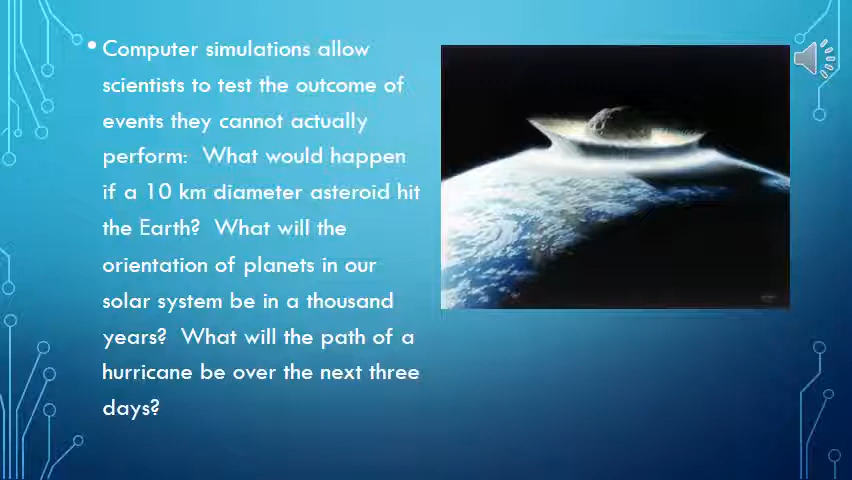 • Computer simulations allow
scientists to test the outcome of
events they cannot actually
perform:  What would happen
if a 10 km diameter asteroid hit
the Earth?  What will the
orientation of planets in our
solar system be in a thousand
years?  What will the path of a
hurricane be over the next three
days?